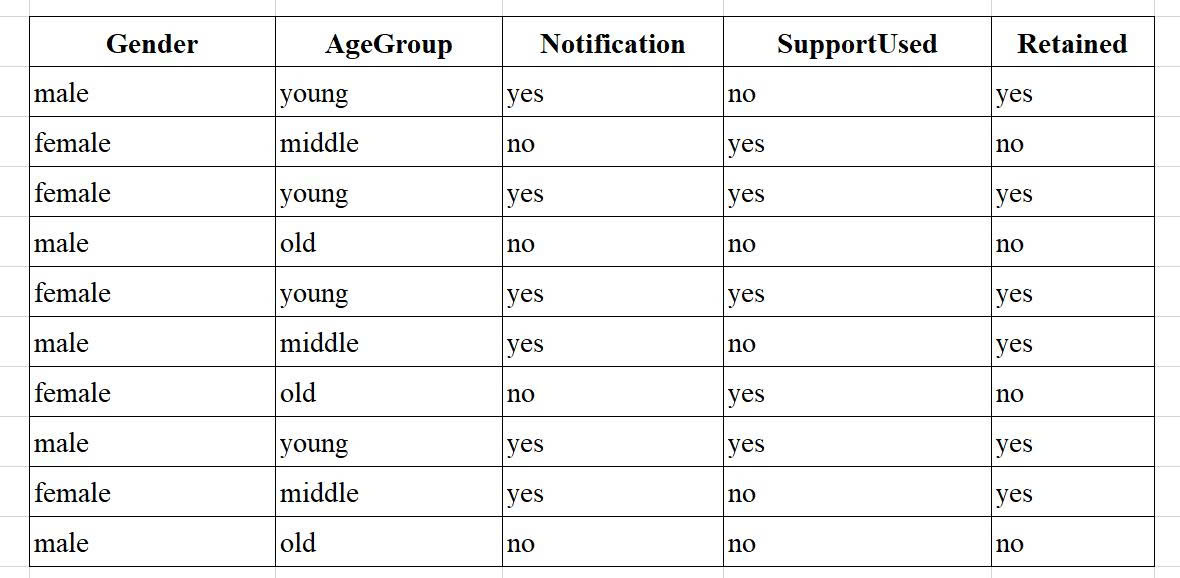 Gender AgeGroup Notification SupportUsed Retained
male young yes no yes
female middle no yes no
female young yes yes yes
male old no no no
female young yes yes yes
male middle yes no yes
female old no yes no
male young yes yes yes
female middle yes no yes
male old no no no